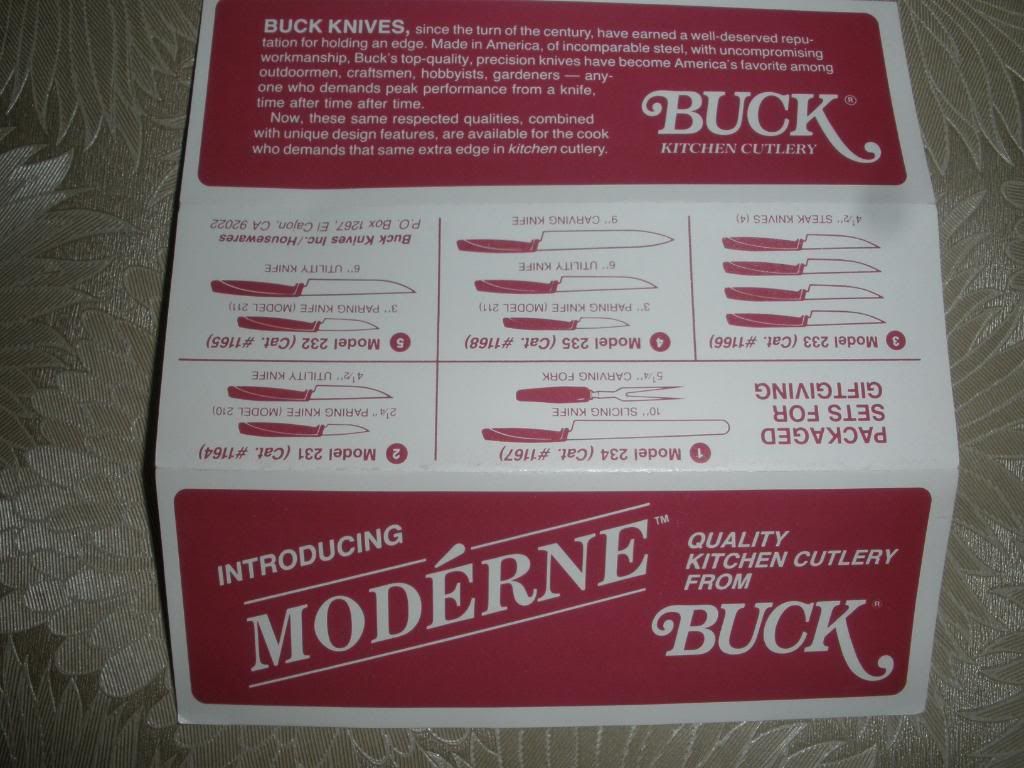 BUCK KNIVES, since the turn of the century, have earned a well-deserved repu-
tation for holding an edge. Made in America, of incomparable steel, with uncompromising
workmanship, Buck's top-quality, precision knives have become America's favorite among
outdoormen, craftsmen, hobbyists, gardeners — any-
one who demands peak performance from a knife,
time after time after time.
Now, these same respected qualities, combined
with unique design features, are available for the cook
who demands that same extra edge in kitchen cutlery.
BUCK®
KITCHEN CUTLERY
PACKAGED
SETS FOR
GIFTGIVING
1 Model 234 (Cat. #1167)
10" SLICING KNIFE
CARVING FORK
2 Model 231 (Cat. #1164)
PARING KNIFE (MODEL 210)
4½" UTILITY KNIFE
3 Model 233 (Cat. #1166)
4½" STEAK KNIVES (4)
4 Model 235 (Cat. #1168)
3" PARING KNIFE (MODEL 211)
6" UTILITY KNIFE
9" CARVING KNIFE
5 Model 232 (Cat. #1165)
3" PARING KNIFE (MODEL 211)
6" UTILITY KNIFE
Buck Knives Inc./Housewares
P.O. Box 1267, El Cajon, CA 92022
INTRODUCING
MODÉRNE™
QUALITY
KITCHEN CUTLERY
FROM
BUCK®